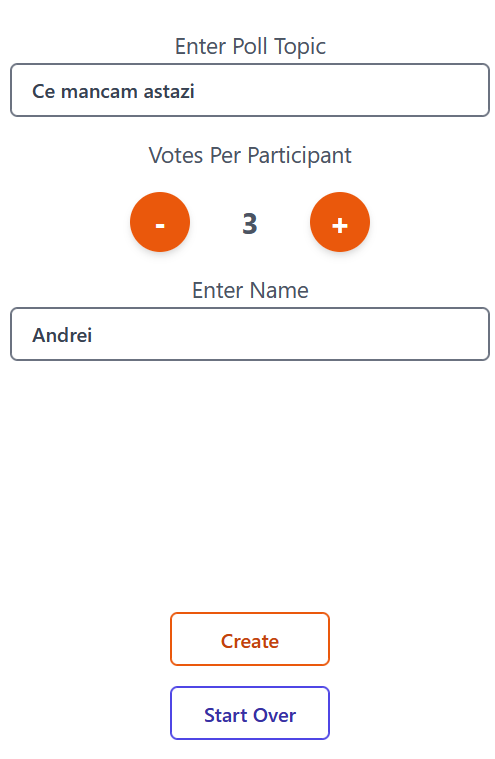 Enter Poll Topic
Ce mancam astazi
Votes Per Participant
- 3 +
Enter Name
Andrei
Create
Start Over